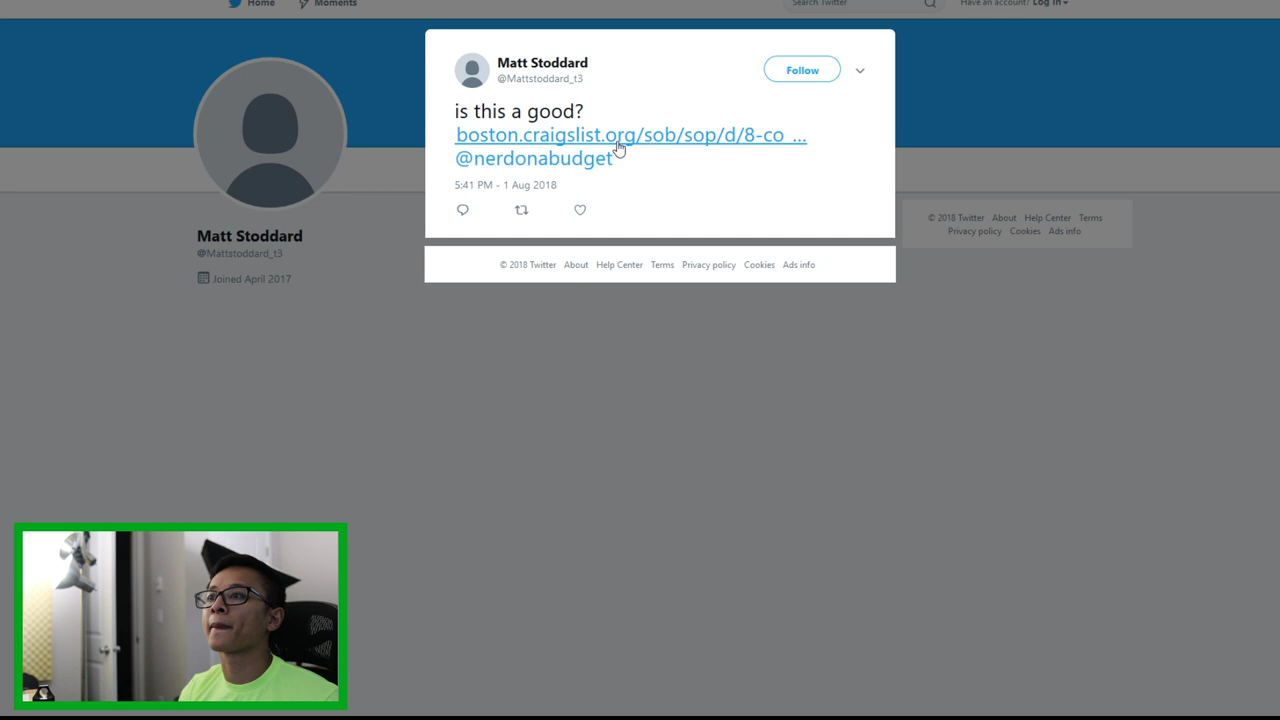 Home Moments Search Twitter Have an account? Log in
Matt Stoddard
@Mattstoddard_t3
Follow
is this a good?
boston.craigslist.org/sob/sop/d/8-co ...
@nerdonabudget
5:41 PM - 1 Aug 2018
© 2018 Twitter About Help Center Terms Privacy policy Cookies Ads info
Matt Stoddard
@Mattstoddard_t3
Joined April 2017
© 2018 Twitter About Help Center Terms
Privacy policy Cookies Ads info